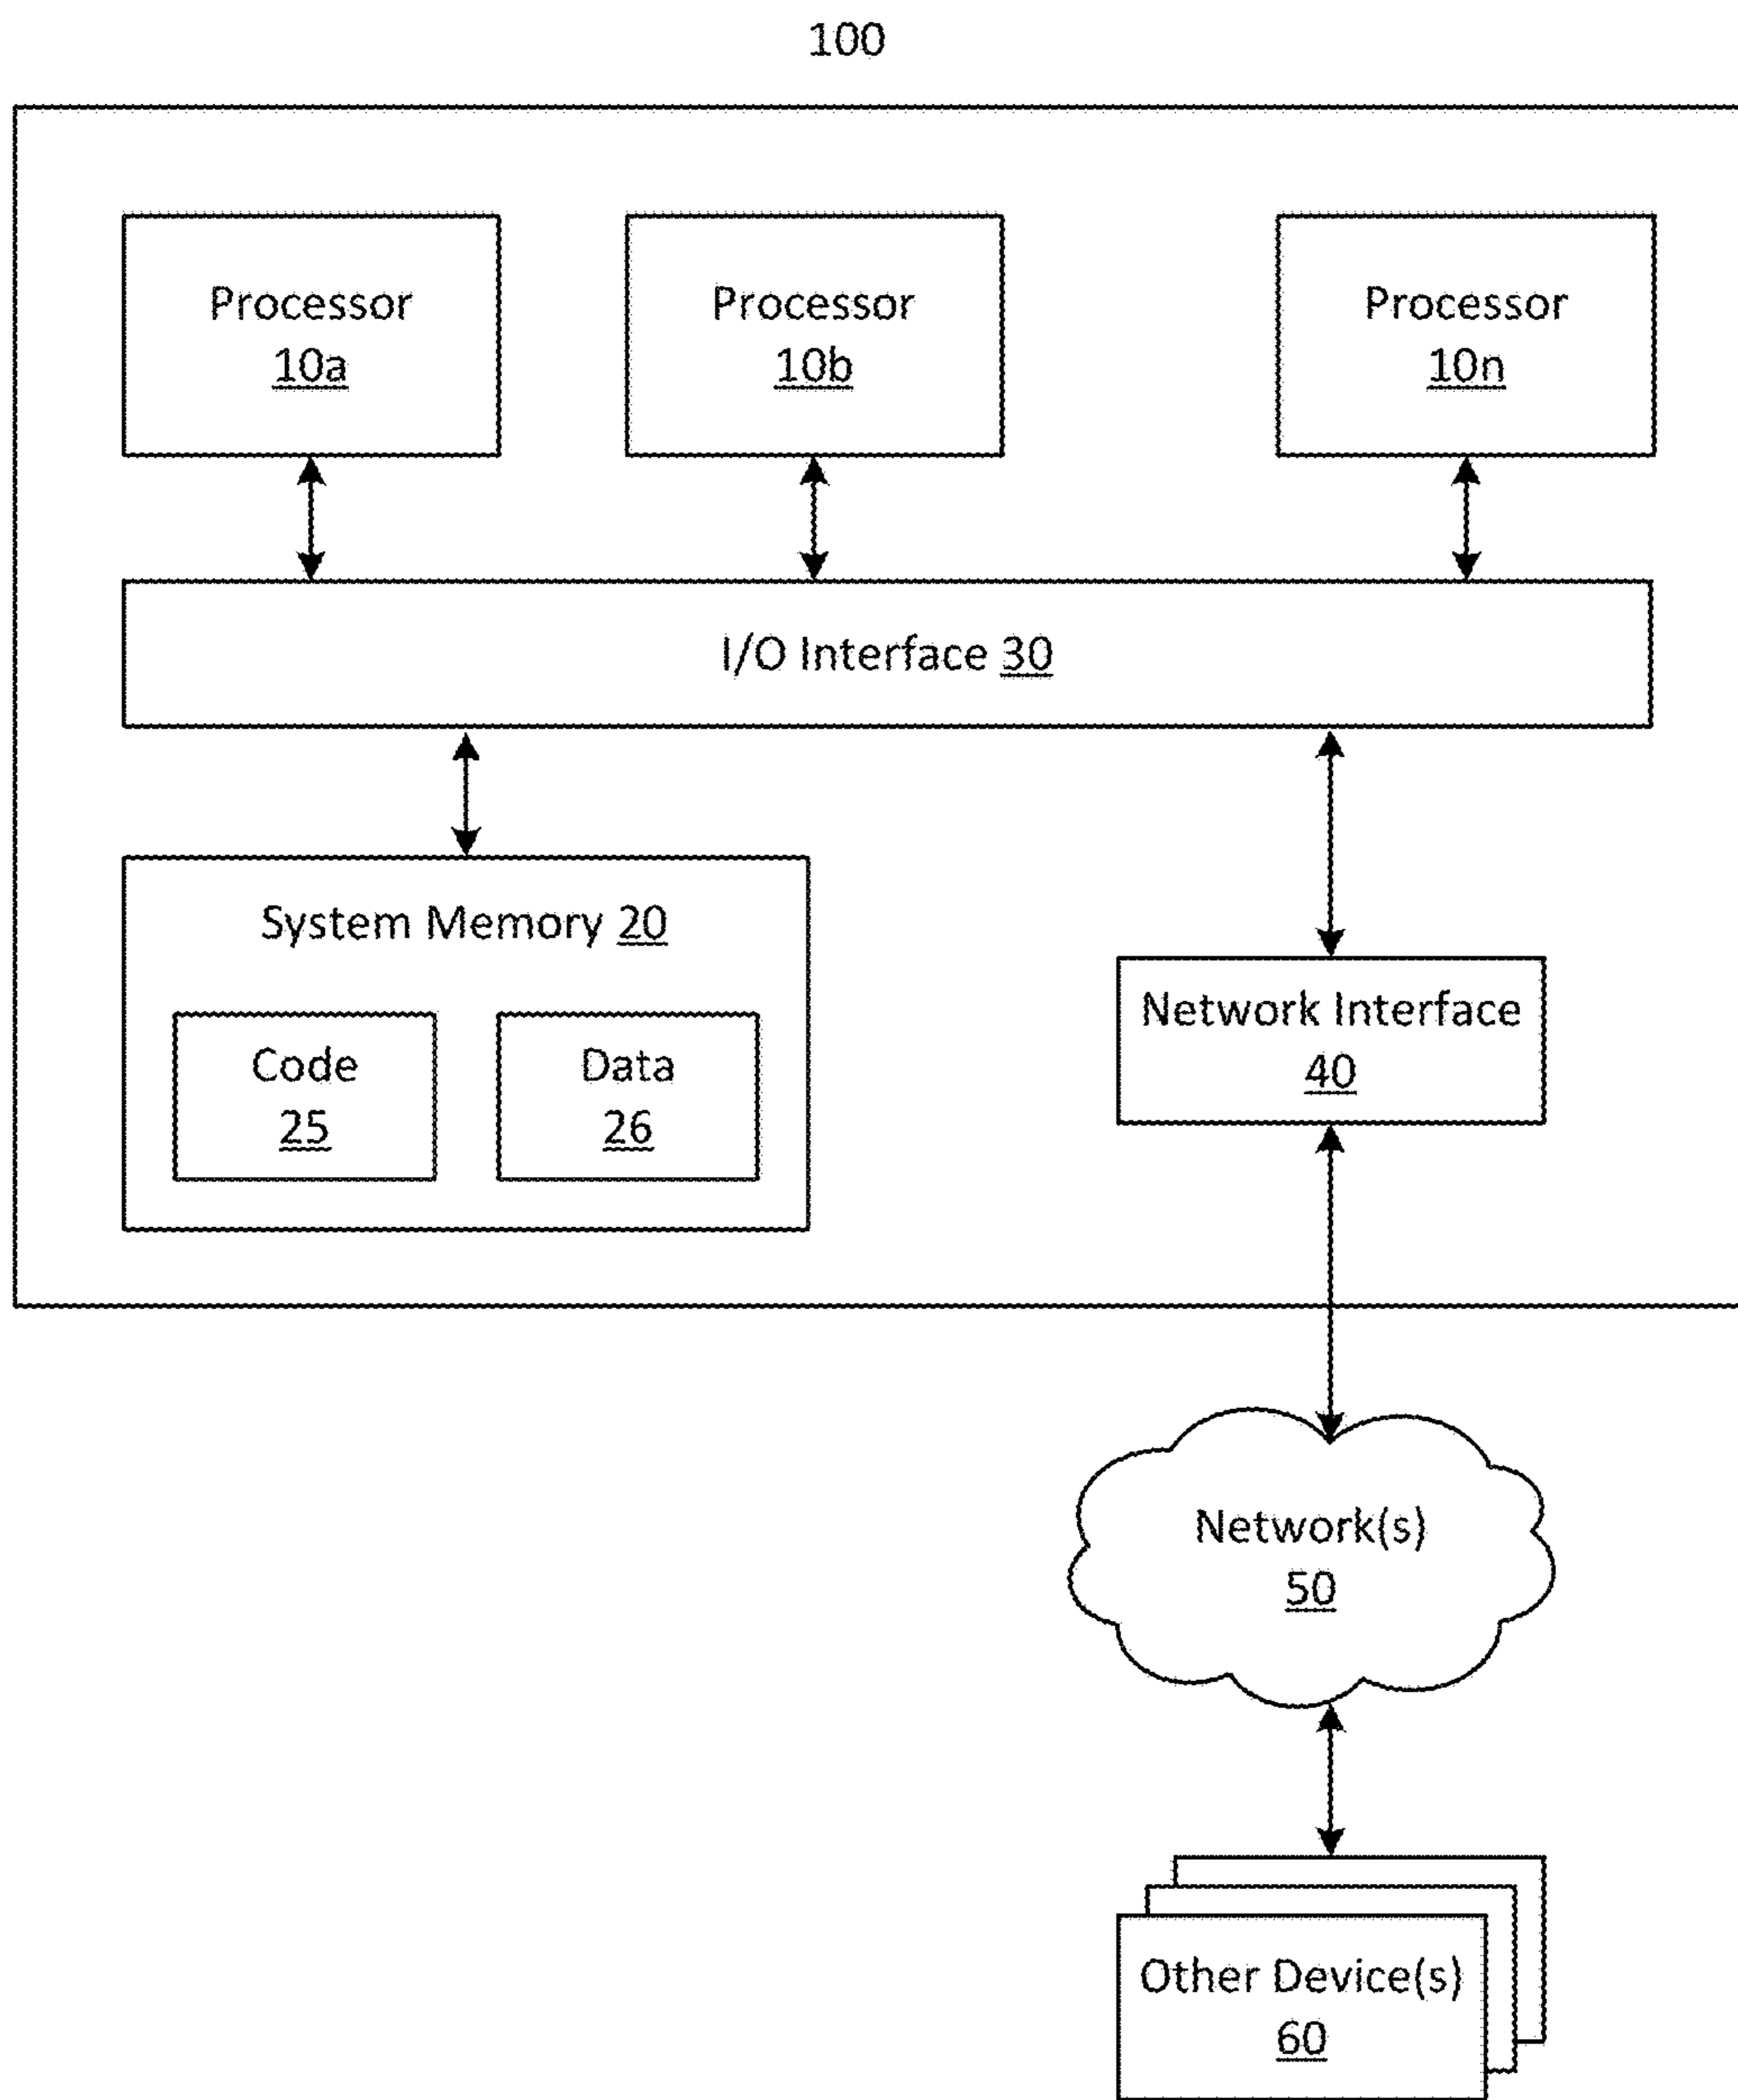 100
Processor
10a
Processor
10b
Processor
10n
I/O Interface 30
System Memory 20
Code
25
Data
26
Network Interface
40
Network(s)
50
Other Device(s)
60